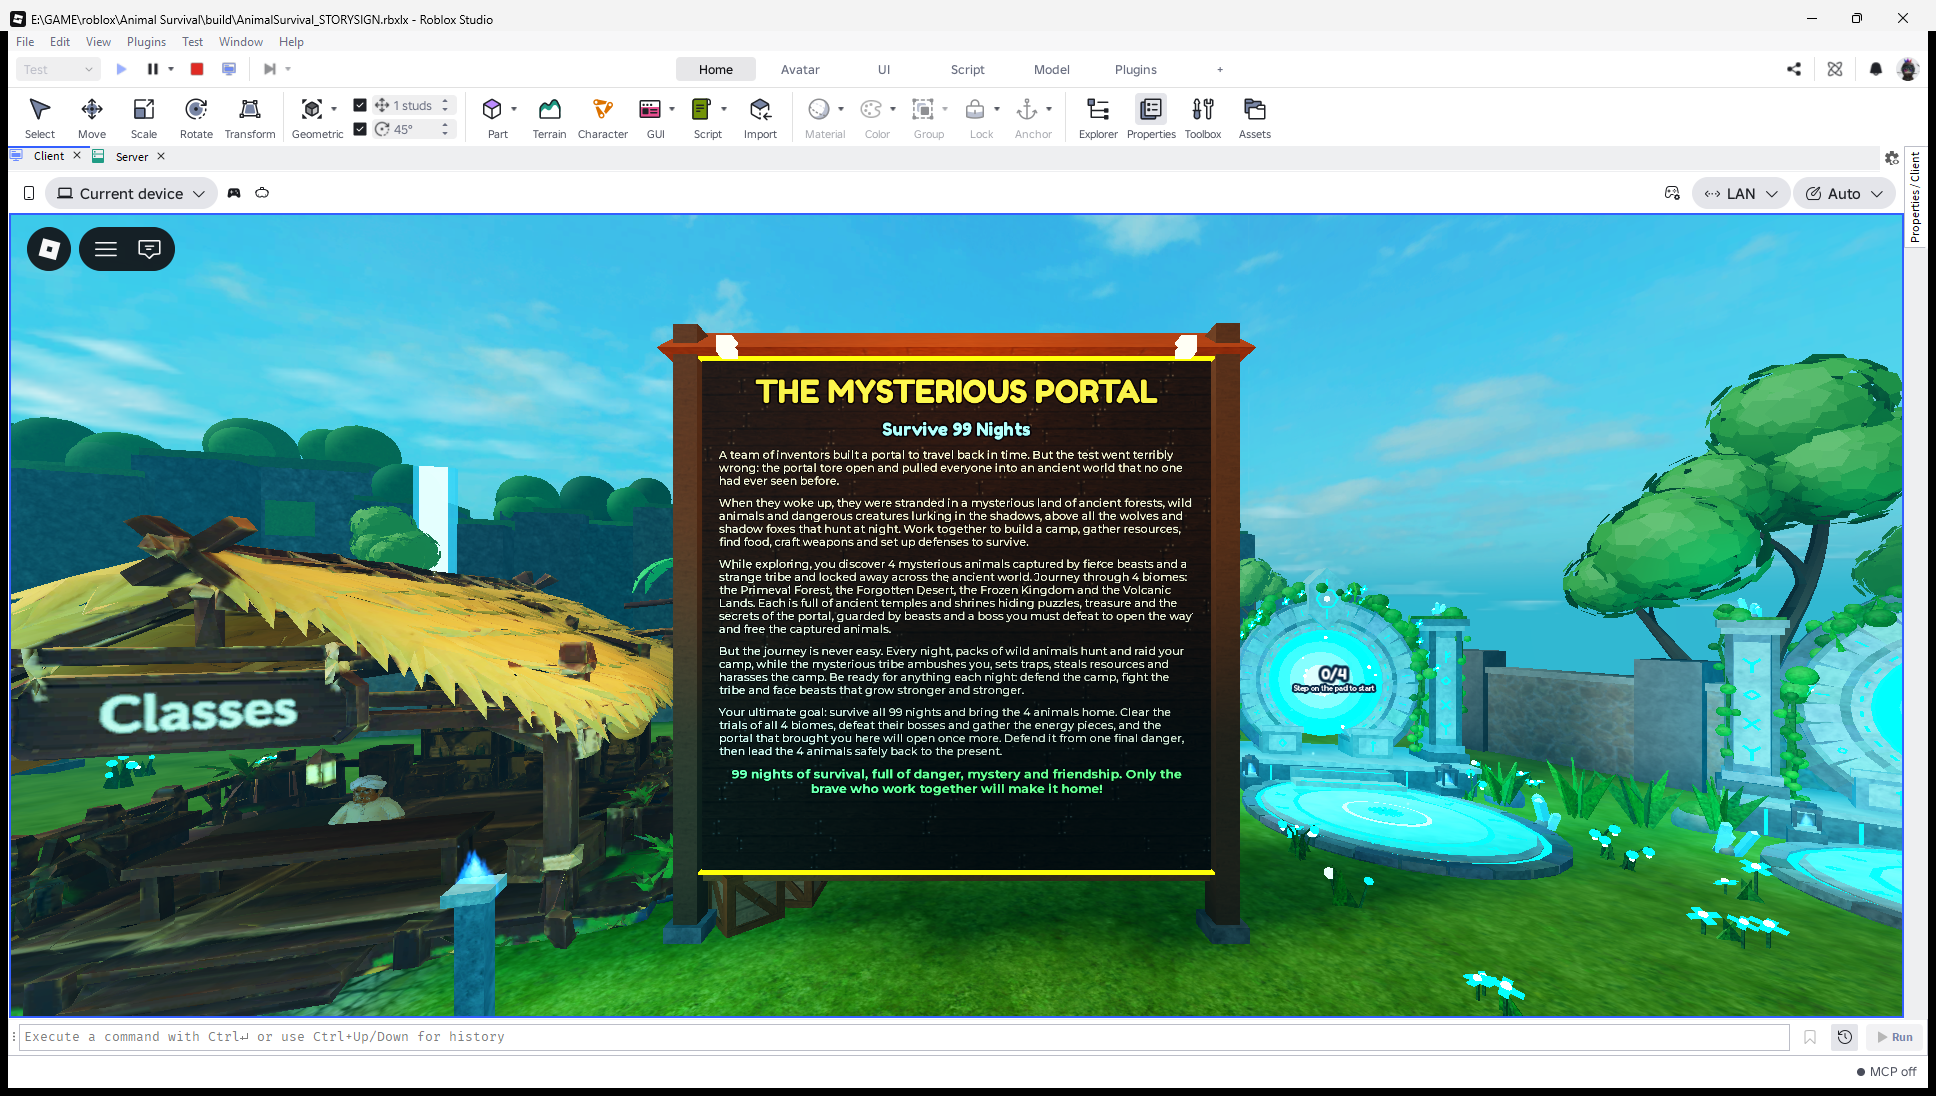 E:\GAME\roblox\Animal Survival\build\AnimalSurvival_STORYSIGN.rbxlx - Roblox Studio
File Edit View Plugins Test Window Help
Test
Home Avatar UI Script Model Plugins +
1 studs
45°
Select Move Scale Rotate Transform Geometric Part Terrain Character GUI Script Import Material Color Group Lock Anchor Explorer Properties Toolbox Assets
Client Server
Properties / Client
Current device
LAN Auto
THE MYSTERIOUS PORTAL
Survive 99 Nights
A team of inventors built a portal to travel back in time. But the test went terribly
wrong: the portal tore open and pulled everyone into an ancient world that no one
had ever seen before.
When they woke up, they were stranded in a mysterious land of ancient forests, wild
animals and dangerous creatures lurking in the shadows, above all the wolves and
shadow foxes that hunt at night. Work together to build a camp, gather resources,
find food, craft weapons and set up defenses to survive.
While exploring, you discover 4 mysterious animals captured by fierce beasts and a
strange tribe and locked away across the ancient world. Journey through 4 biomes:
the Primeval Forest, the Forgotten Desert, the Frozen Kingdom and the Volcanic
Lands. Each is full of ancient temples and shrines hiding puzzles, treasure and the
secrets of the portal, guarded by beasts and a boss you must defeat to open the way
and free the captured animals.
But the journey is never easy. Every night, packs of wild animals hunt and raid your
camp, while the mysterious tribe ambushes you, sets traps, steals resources and
harasses the camp. Be ready for anything each night: defend the camp, fight the
tribe and face beasts that grow stronger and stronger.
Your ultimate goal: survive all 99 nights and bring the 4 animals home. Clear the
trials of all 4 biomes, defeat their bosses and gather the energy pieces, and the
portal that brought you here will open once more. Defend it from one final danger,
then lead the 4 animals safely back to the present.
99 nights of survival, full of danger, mystery and friendship. Only the
brave who work together will make it home!
Classes
0/4
Step on the pad to start
Execute a command with Ctrl↵ or use Ctrl+Up/Down for history
Run
MCP off